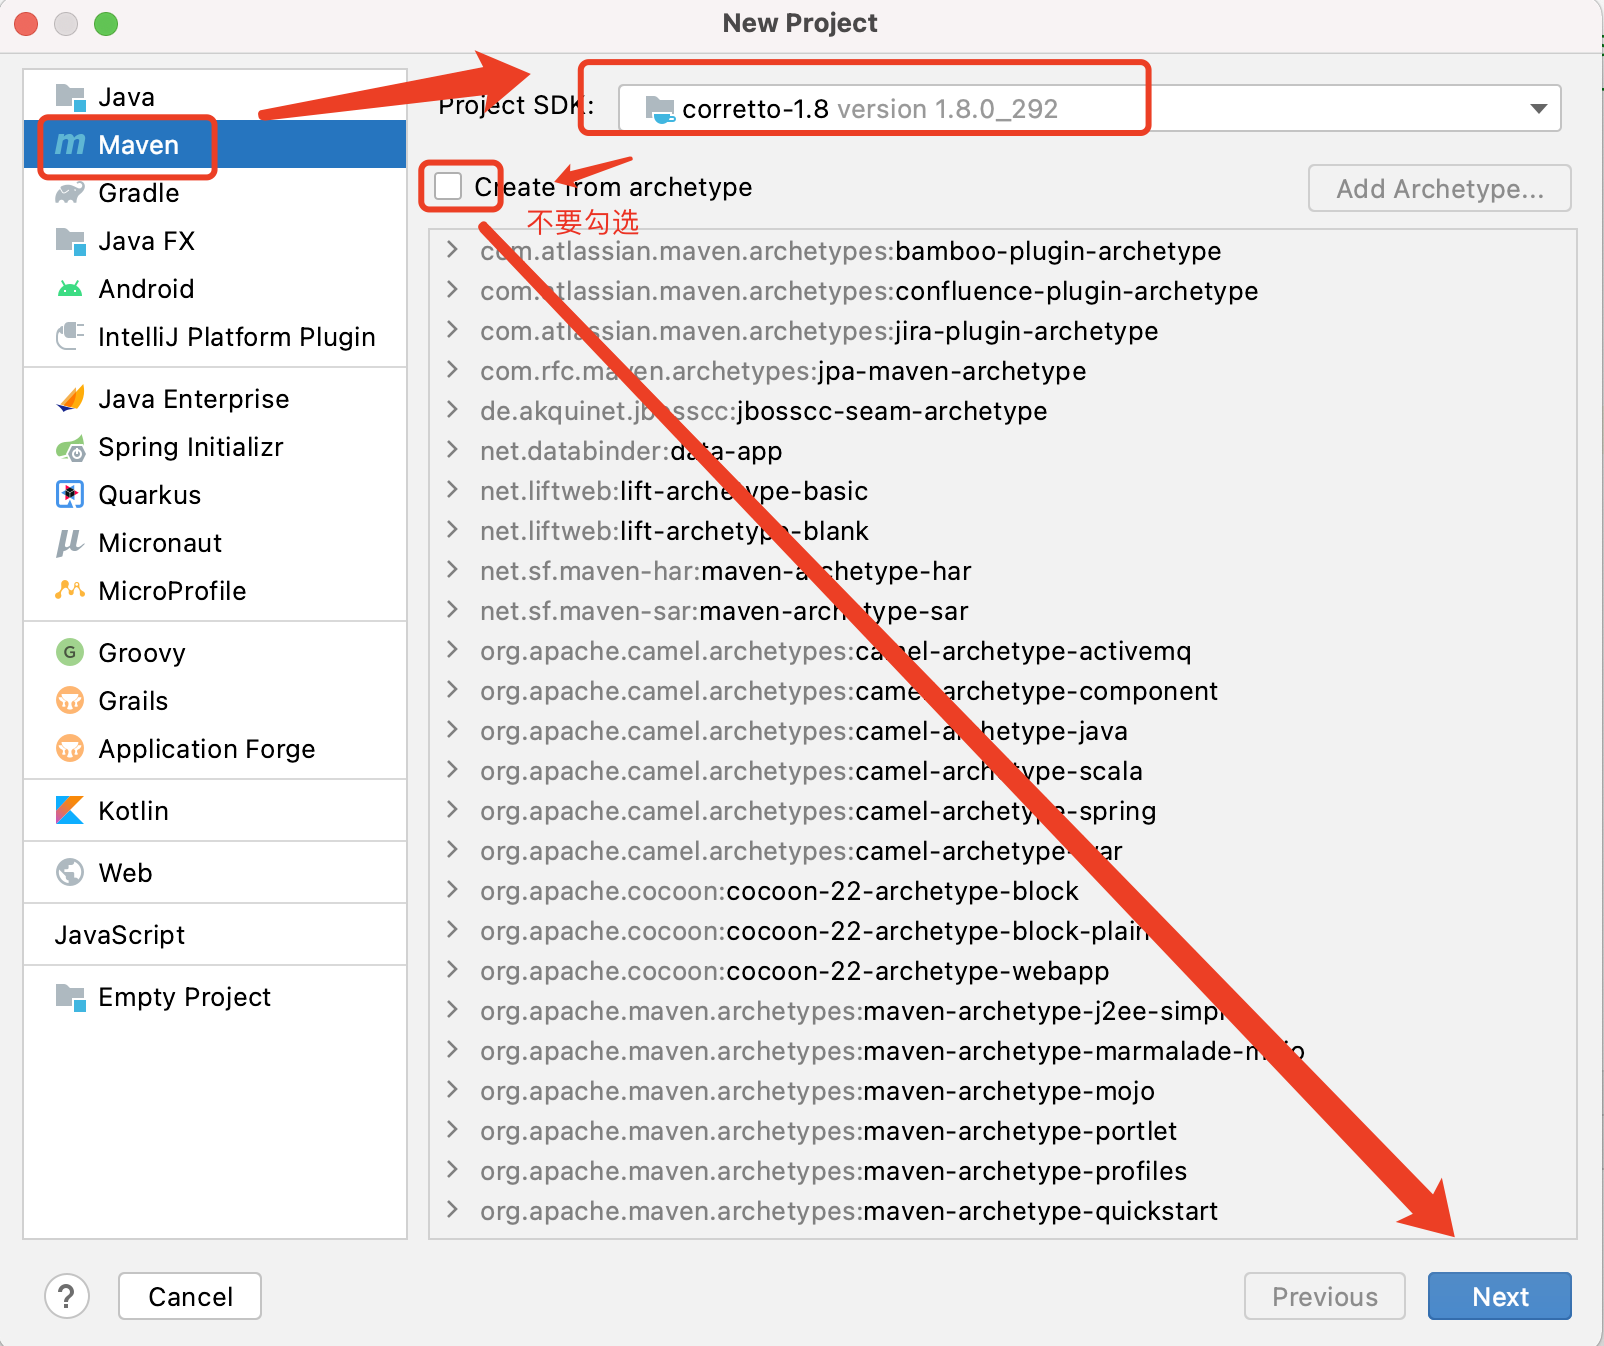 New Project
Java
Maven
Gradle
Java FX
Android
IntelliJ Platform Plugin
Java Enterprise
Spring Initializr
Quarkus
Micronaut
MicroProfile
Groovy
Grails
Application Forge
Kotlin
Web
JavaScript
Empty Project
Project SDK: corretto-1.8 version 1.8.0_292
Create from archetype
Add Archetype...
不要勾选
com.atlassian.maven.archetypes:bamboo-plugin-archetype
com.atlassian.maven.archetypes:confluence-plugin-archetype
com.atlassian.maven.archetypes:jira-plugin-archetype
com.rfc.maven.archetypes:jpa-maven-archetype
de.akquinet.jbosscc:jbosscc-seam-archetype
net.databinder:data-app
net.liftweb:lift-archetype-basic
net.liftweb:lift-archetype-blank
net.sf.maven-har:maven-archetype-har
net.sf.maven-sar:maven-archetype-sar
org.apache.camel.archetypes:camel-archetype-activemq
org.apache.camel.archetypes:camel-archetype-component
org.apache.camel.archetypes:camel-archetype-java
org.apache.camel.archetypes:camel-archetype-scala
org.apache.camel.archetypes:camel-archetype-spring
org.apache.camel.archetypes:camel-archetype-war
org.apache.cocoon:cocoon-22-archetype-block
org.apache.cocoon:cocoon-22-archetype-block-plain
org.apache.cocoon:cocoon-22-archetype-webapp
org.apache.maven.archetypes:maven-archetype-j2ee-simple
org.apache.maven.archetypes:maven-archetype-marmalade-mojo
org.apache.maven.archetypes:maven-archetype-mojo
org.apache.maven.archetypes:maven-archetype-portlet
org.apache.maven.archetypes:maven-archetype-profiles
org.apache.maven.archetypes:maven-archetype-quickstart
?
Cancel
Previous
Next